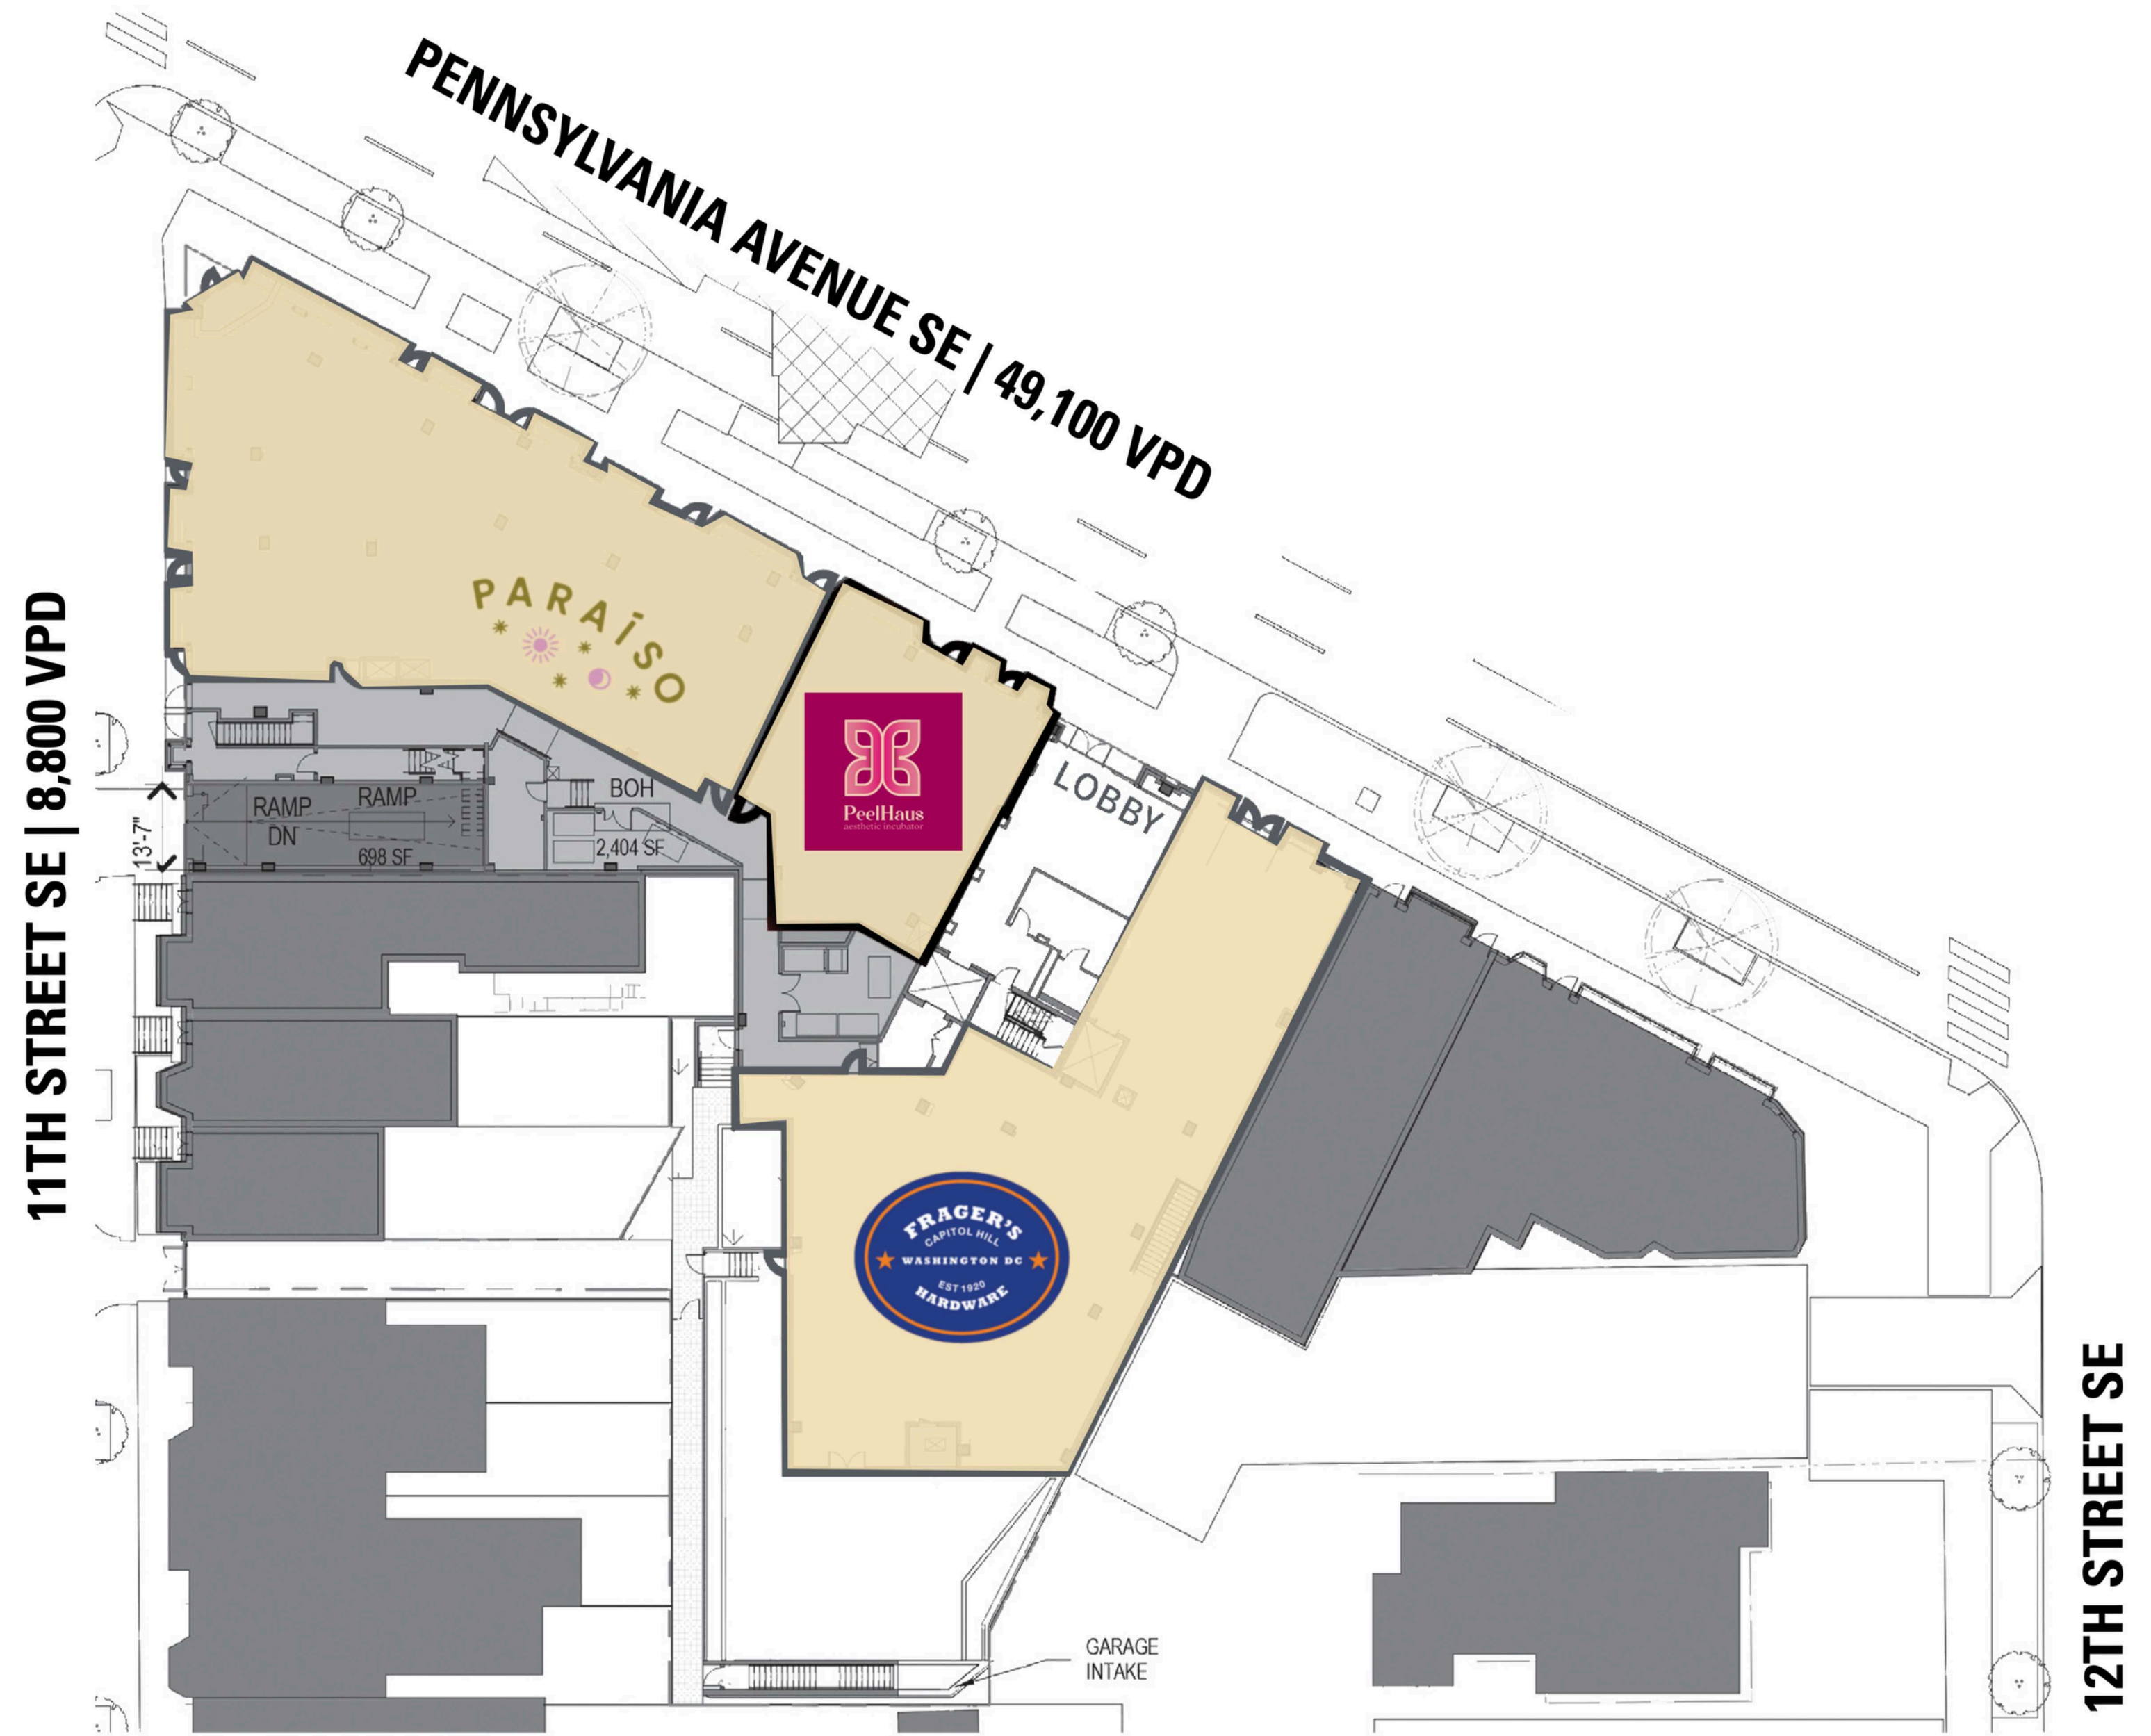 PENNSYLVANIA AVENUE SE | 49,100 VPD
11TH STREET SE | 8,800 VPD
12TH STREET SE
PARAÍSO
PeelHaus
aesthetic incubator
LOBBY
BOH
2,404 SF
RAMP
RAMP
DN
698 SF
13'-7"
FRAGER'S
CAPITOL HILL
WASHINGTON DC
EST 1920
HARDWARE
GARAGE
INTAKE